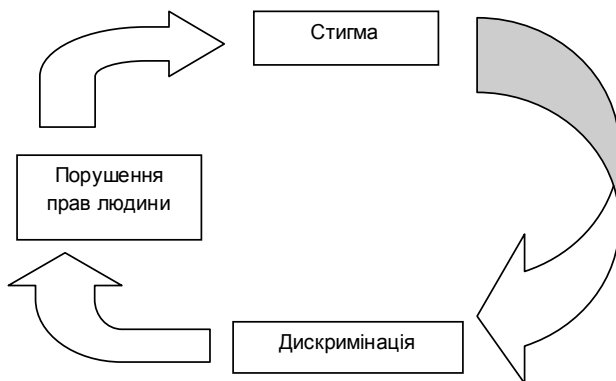 Стигма
Порушення
прав людини
Дискримінація